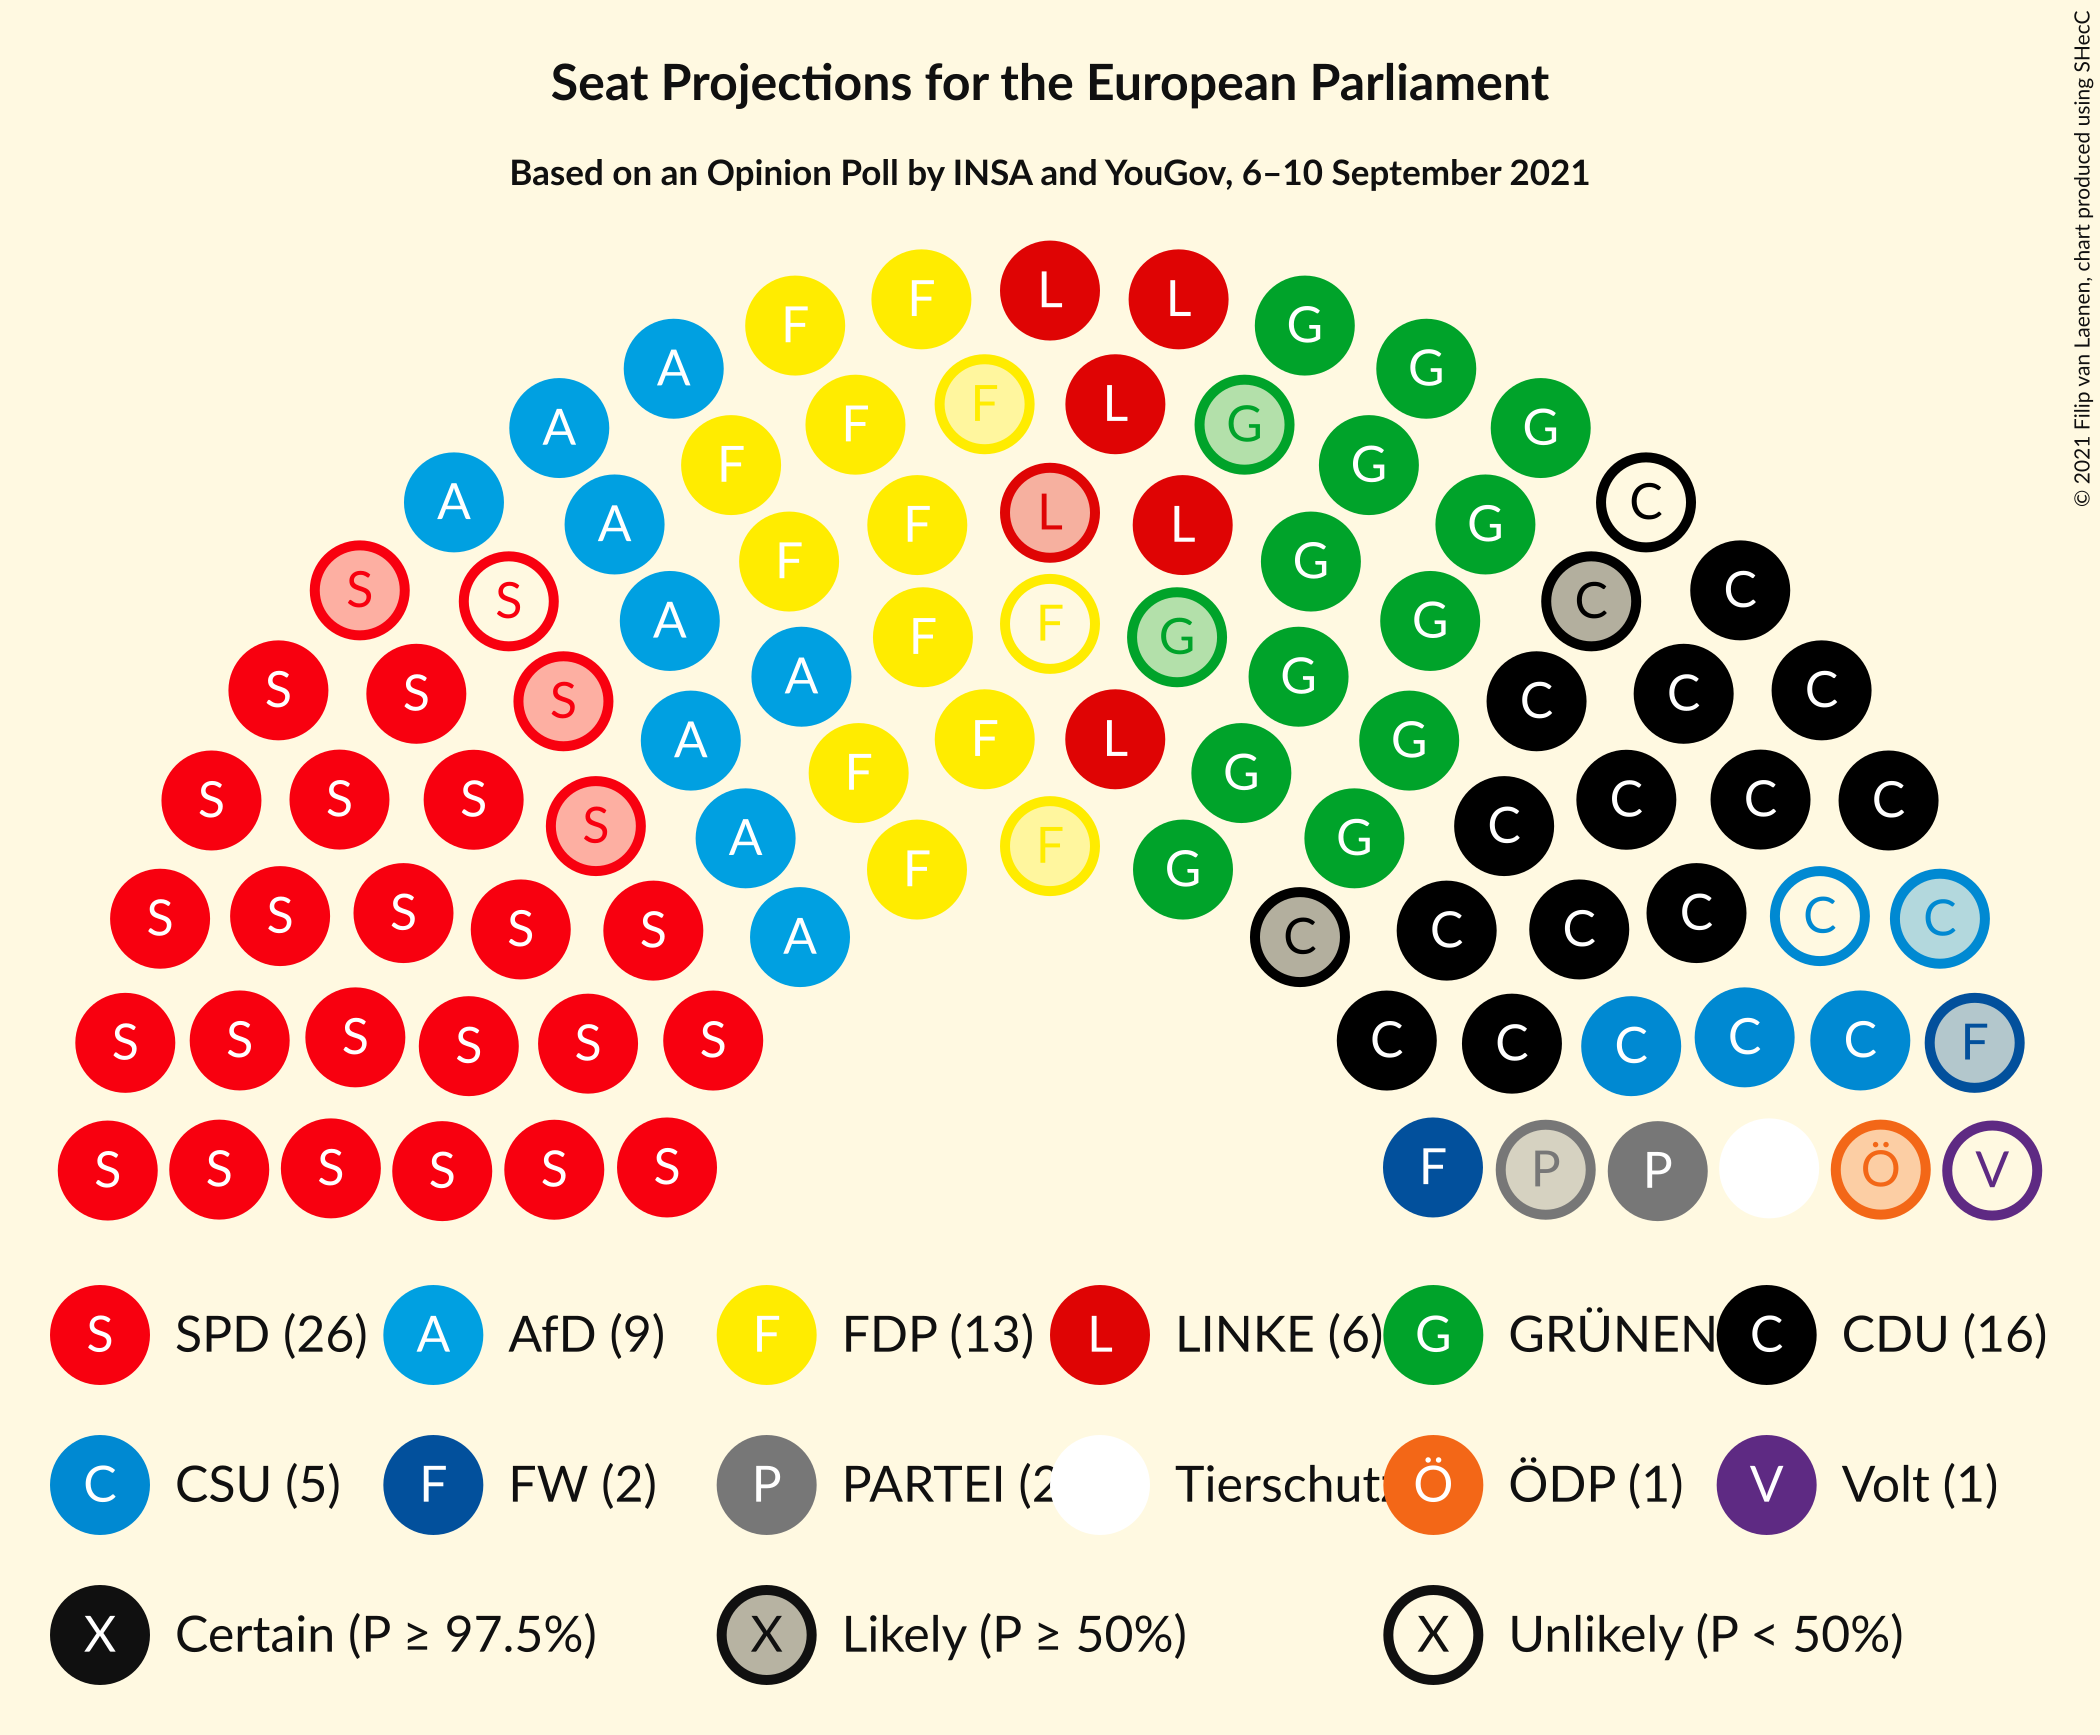 Seat Projections for the European Parliament
Based on an Opinion Poll by INSA and YouGov, 6–10 September 2021
© 2021 Filip van Laenen, chart produced using SHecC
F F L L G
A F L G
A F F G G G
A F L G C
A F L G G C
S S A F G C C
S S S A F F G G G C C C
S S S S A A F F L G G C C C C
S S S S S A A F F G G C C C C C C
S S S S S S C C C C C F
S S S S S S F P P Ö V
S SPD (26) A AfD (9) F FDP (13) L LINKE (6) G GRÜNEN C CDU (16)
C CSU (5) F FW (2) P PARTEI (2 Tierschutz Ö ÖDP (1) V Volt (1)
X Certain (P ≥ 97.5%) X Likely (P ≥ 50%) X Unlikely (P < 50%)